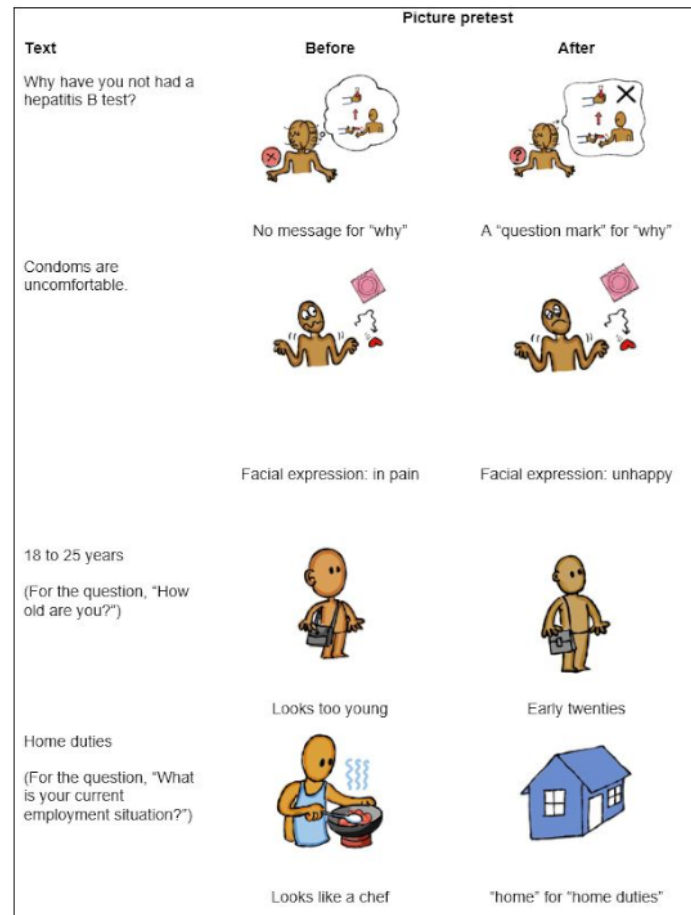 Picture pretest
Text Before After
Why have you not had a
hepatitis B test?
No message for “why” A “question mark” for “why”
Condoms are
uncomfortable.
Facial expression: in pain Facial expression: unhappy
18 to 25 years
(For the question, “How
old are you?”)
Looks too young Early twenties
Home duties
(For the question, “What
is your current
employment situation?”)
Looks like a chef “home” for “home duties”